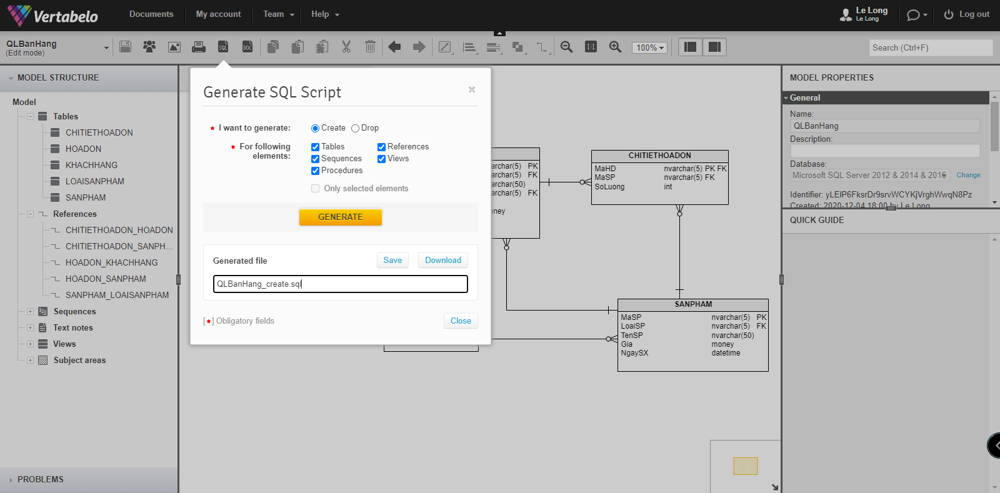 Vertabelo
Documents
My account
Team
Help
Le Long
Le Long
Log out
QLBanHang
(Edit mode)
SQL
DOC
1:1
100%
Search (Ctrl+F)
MODEL STRUCTURE
Model
Tables
CHITIETHOADON
HOADON
KHACHHANG
LOAISANPHAM
SANPHAM
References
CHITIETHOADON_HOADON
CHITIETHOADON_SANPH...
HOADON_KHACHHANG
HOADON_SANPHAM
SANPHAM_LOAISANPHAM
123
Sequences
Text notes
Views
Subject areas
PROBLEMS
Generate SQL Script
* I want to generate:
Create
Drop
* For following
elements:
Tables
References
Sequences
Views
Procedures
Only selected elements
GENERATE
Generated file
Save
Download
QLBanHang_create.sql
[*] Obligatory fields
Close
archar(5) PK
archar(5) FK
archar(50)
archar(5) FK
oney
CHITIETHOADON
MaHD nvarchar(5) PK FK
MaSP nvarchar(5) FK
SoLuong int
SANPHAM
MaSP nvarchar(5) PK
LoaiSP nvarchar(5) FK
TenSP nvarchar(50)
Gia money
NgaySX datetime
MODEL PROPERTIES
General
Name:
QLBanHang
Description:
Database:
Microsoft SQL Server 2012 & 2014 & 2016
Change
Created: 2020-12-04 18:00 by Le Long
QUICK GUIDE